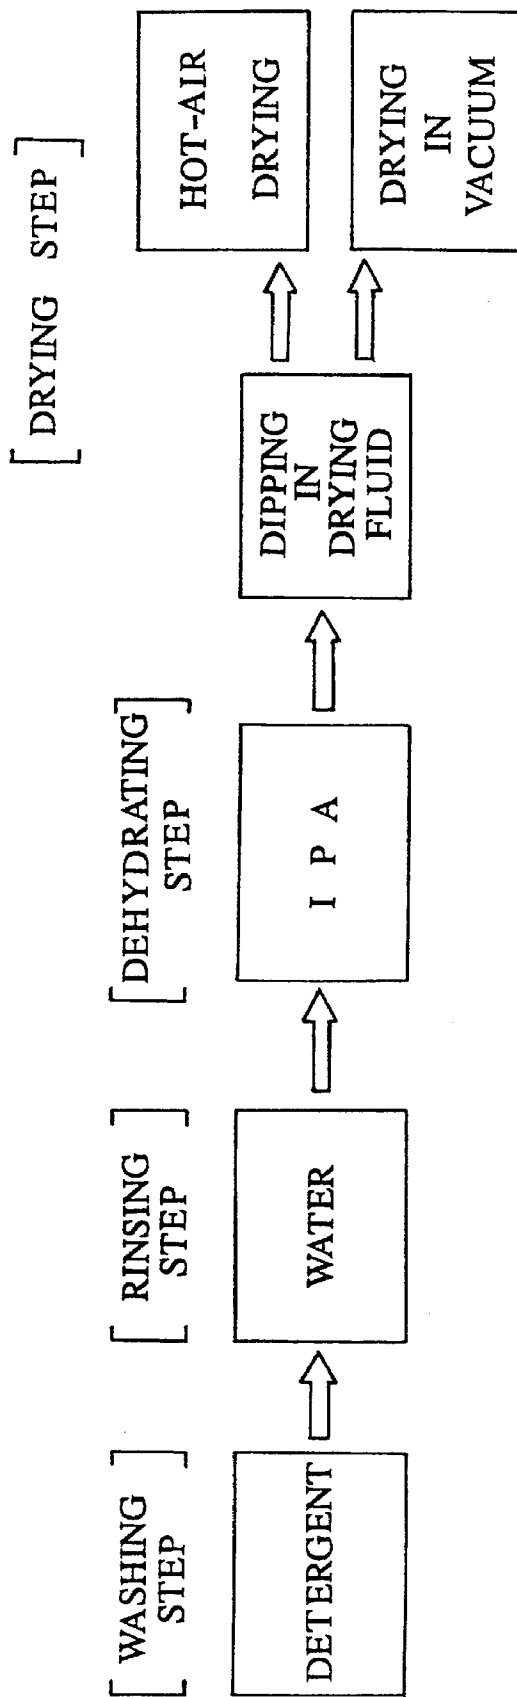 [WASHING
STEP]
DETERGENT
[RINSING
STEP]
WATER
[DEHYDRATING
STEP]
I P A
[DRYING STEP]
DIPPING
IN
DRYING
FLUID
HOT-AIR
DRYING
DRYING
IN
VACUUM